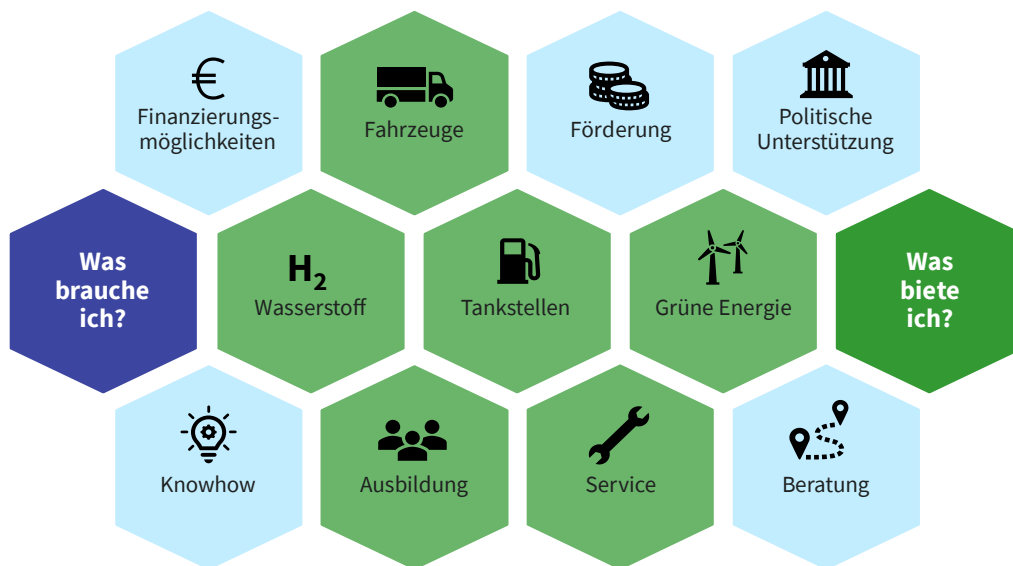 Finanzierungs-
möglichkeiten
Fahrzeuge
Förderung
Politische
Unterstützung
Was
brauche
ich?
H₂
Wasserstoff
Tankstellen
Grüne Energie
Was
biete
ich?
Knowhow
Ausbildung
Service
Beratung